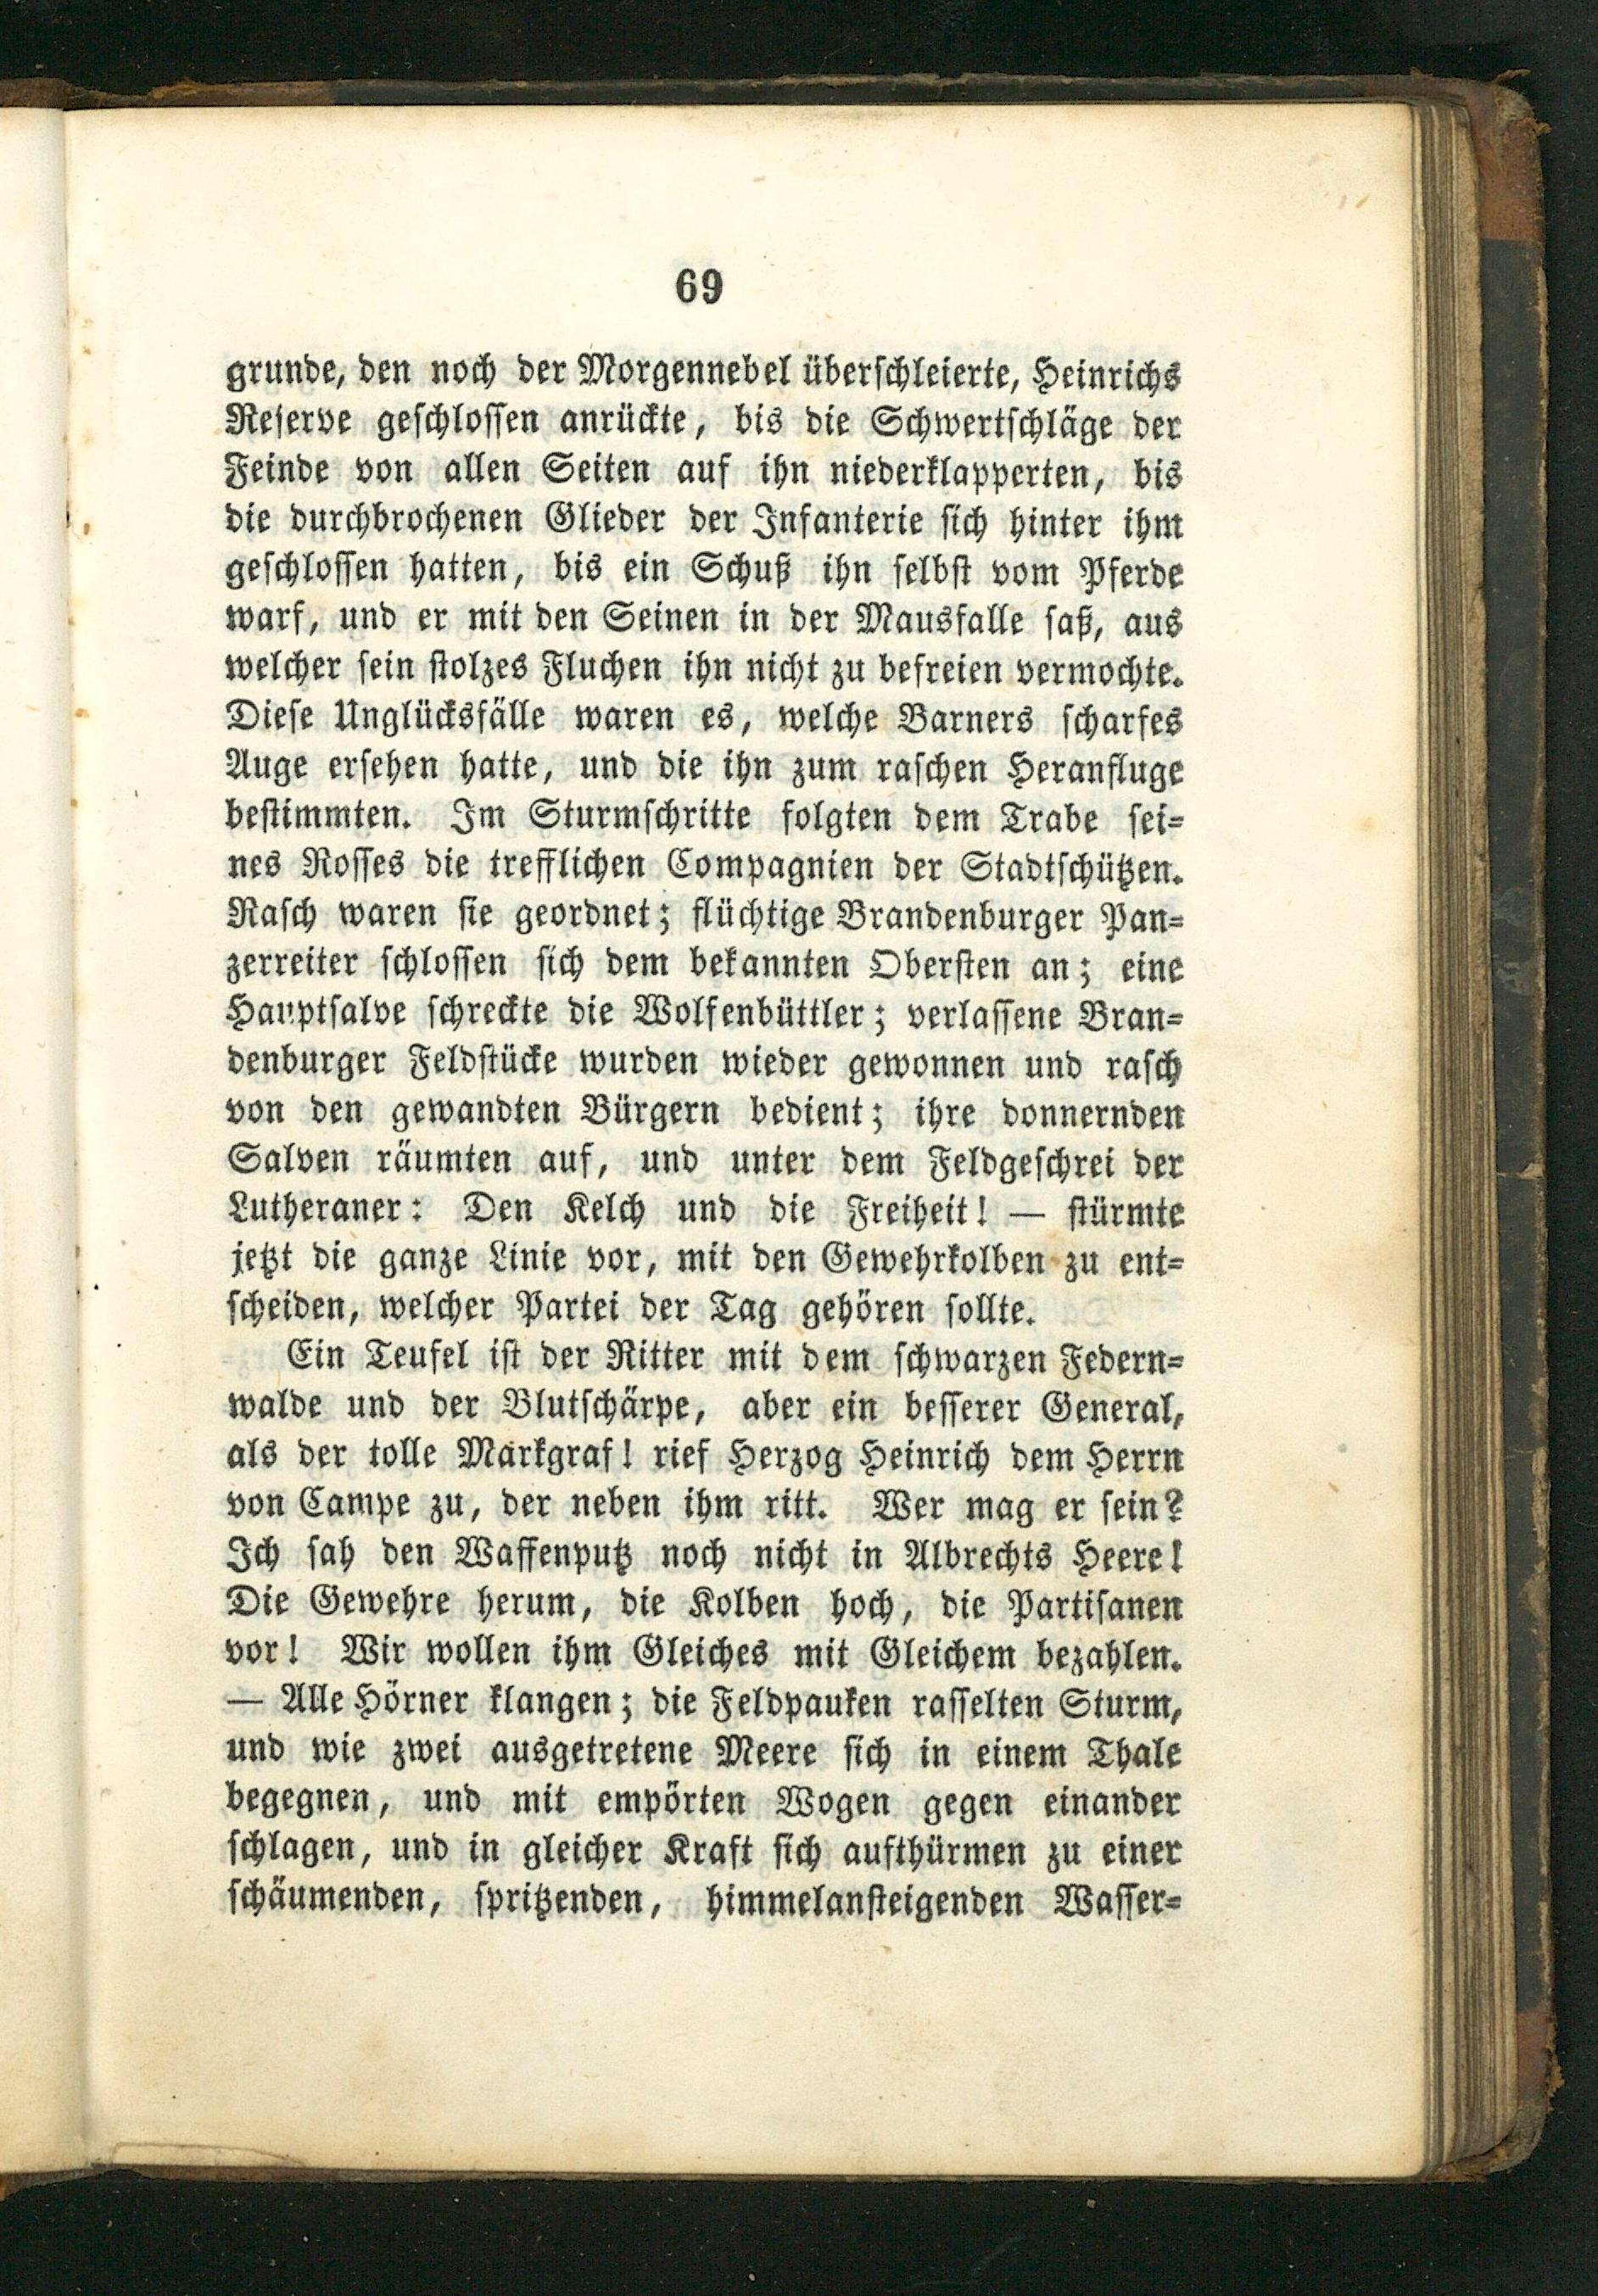 69
grunde, den noch der Morgennebel überschleierte, Heinrichs
Reserve geschlossen anrückte, bis die Schwertschläge der
Feinde von allen Seiten auf ihn niederklapperten, bis
die durchbrochenen Glieder der Infanterie sich hinter ihm
geschlossen hatten, bis ein Schuß ihn selbst vom Pferde
warf, und er mit den Seinen in der Mausfalle saß, aus
welcher sein stolzes Fluchen ihn nicht zu befreien vermochte.
Diese Unglücksfälle waren es, welche Barners scharfes
Auge ersehen hatte, und die ihn zum raschen Heranfluge
bestimmten. Im Sturmschritte folgten dem Trabe sei=
nes Rosses die trefflichen Compagnien der Stadtschützen.
Rasch waren sie geordnet; flüchtige Brandenburger Pan=
zerreiter schlossen sich dem bekannten Obersten an; eine
Hauptsalve schreckte die Wolfenbüttler; verlassene Bran=
denburger Feldstücke wurden wieder gewonnen und rasch
von den gewandten Bürgern bedient; ihre donnernden
Salven räumten auf, und unter dem Feldgeschrei der
Lutheraner: Den Kelch und die Freiheit! — stürmte
jetzt die ganze Linie vor, mit den Gewehrkolben zu ent=
scheiden, welcher Partei der Tag gehören sollte.
Ein Teufel ist der Ritter mit dem schwarzen Federn=
walde und der Blutschärpe, aber ein besserer General,
als der tolle Markgraf! rief Herzog Heinrich dem Herrn
von Campe zu, der neben ihm ritt. Wer mag er sein?
Ich sah den Waffenputz noch nicht in Albrechts Heere!
Die Gewehre herum, die Kolben hoch, die Partisanen
vor! Wir wollen ihm Gleiches mit Gleichem bezahlen.
— Alle Hörner klangen; die Feldpauken rasselten Sturm,
und wie zwei ausgetretene Meere sich in einem Thale
begegnen, und mit empörten Wogen gegen einander
schlagen, und in gleicher Kraft sich aufthürmen zu einer
schäumenden, spritzenden, himmelansteigenden Wasser=